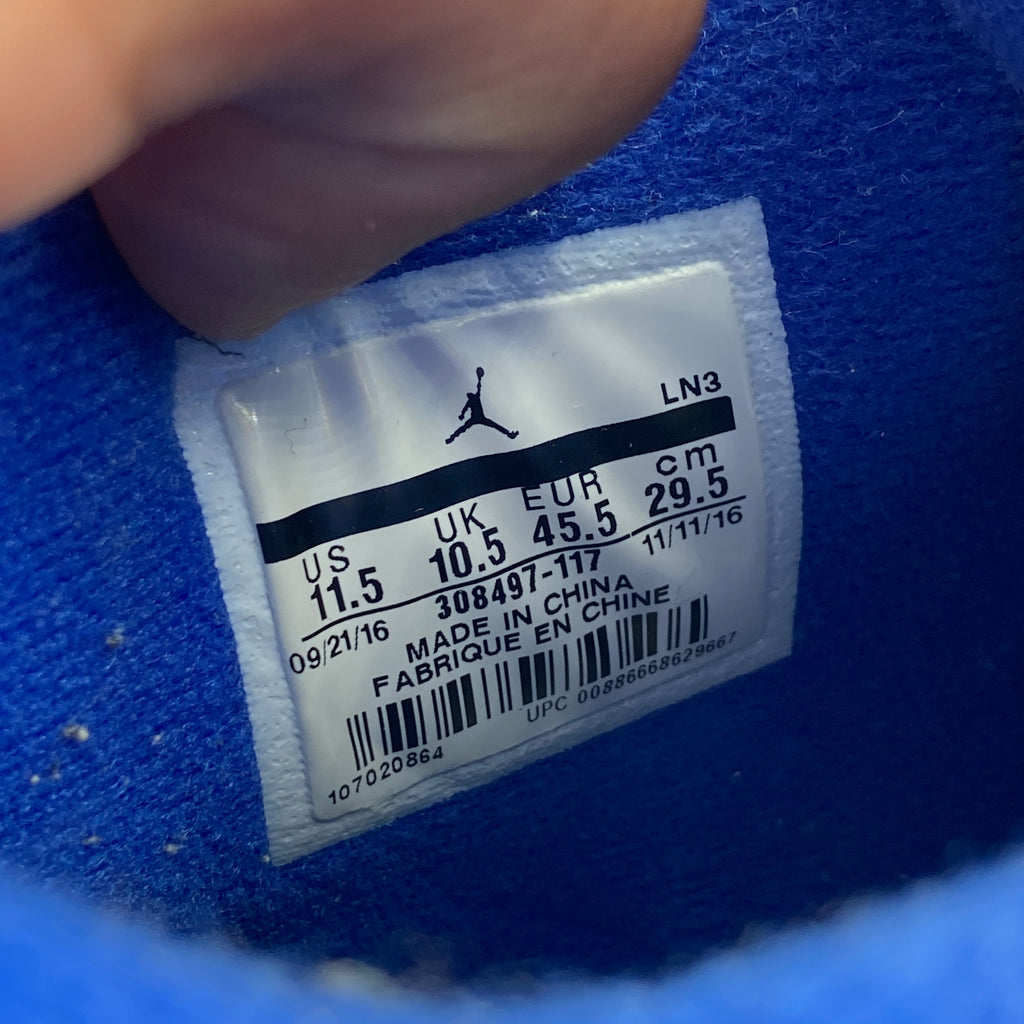 LN3
US UK EUR cm
11.5 10.5 45.5 29.5
09/21/16 308497-117 11/11/16
MADE IN CHINA
FABRIQUE EN CHINE
107020864 UPC 00886668629667